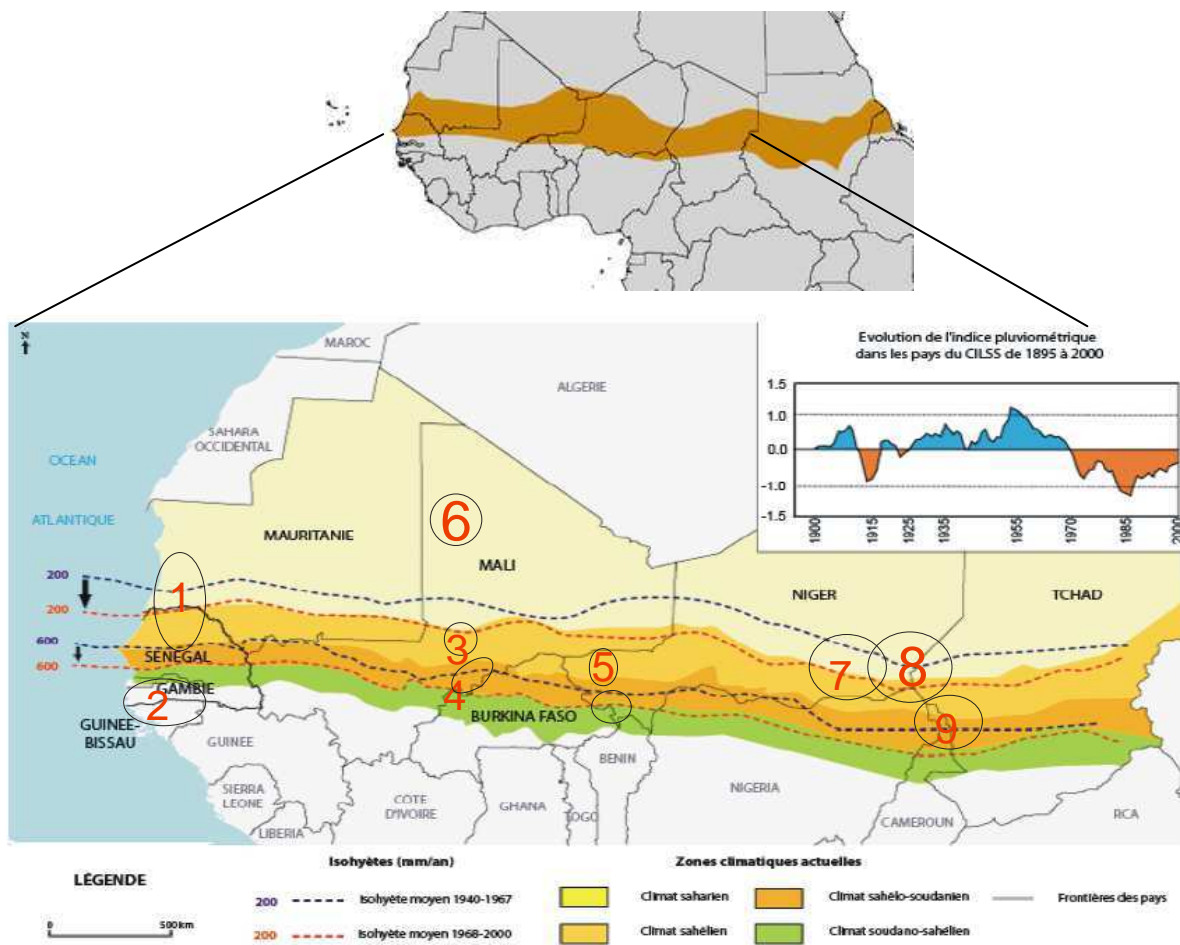 N
Evolution de l'indice pluviométrique
dans les pays du CILSS de 1895 à 2000
1.5
1.0
0.0
-1.0
-1.5
1900
1915
1925
1935
1955
1970
1985
2000
MAROC
ALGERIE
SAHARA
OCCIDENTAL
OCEAN
ATLANTIQUE
6
MAURITANIE
MALI
200
1
NIGER
TCHAD
200
600
3
SENEGAL
5
7
8
600
GAMBIE
4
2
BURKINA FASO
9
GUINEE-
BISSAU
GUINEE
BENIN
SIERRA
LEONE
CÔTE
D'IVOIRE
GHANA
TOGO
NIGERIA
CAMEROUN
RCA
LIBERIA
LÉGENDE
0 500km
Isohyètes (mm/an)
200 Isohyète moyen 1940-1967
200 Isohyète moyen 1968-2000
Zones climatiques actuelles
Climat saharien
Climat sahélo-soudanien
Frontières des pays
Climat sahélien
Climat soudano-sahélien